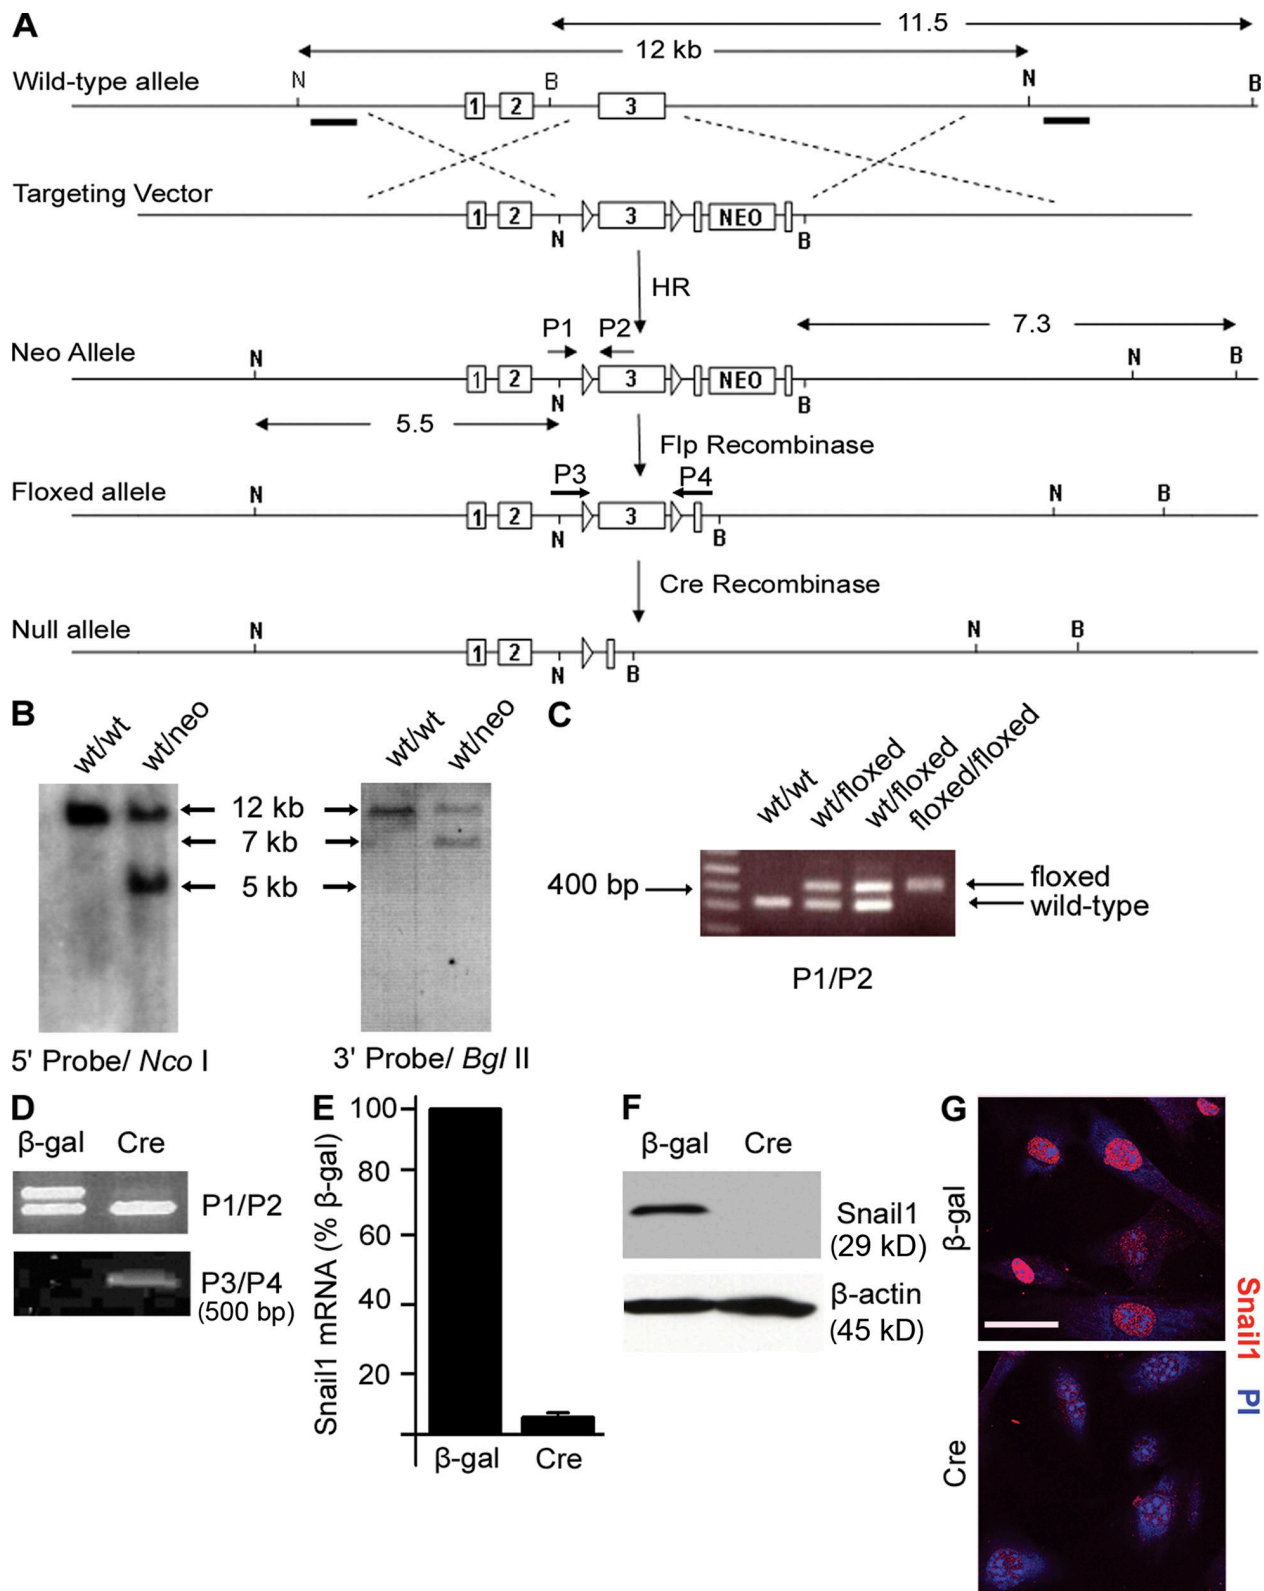 A
11.5
12 kb
Wild-type allele
N B N B
1 2 3
Targeting Vector
1 2 3 NEO
N B
HR
P1 P2
7.3
Neo Allele
N N B
1 2 3 NEO
N B
5.5
Flp Recombinase
P3 P4
Floxed allele
N N B
1 2 3
N B
Cre Recombinase
Null allele
N N B
1 2
N B
B
wt/wt
wt/neo
12 kb
7 kb
5 kb
wt/wt
wt/neo
5' Probe/ Nco I
3' Probe/ Bgl II
C
wt/wt
wt/floxed
wt/floxed
floxed/floxed
400 bp
floxed
wild-type
P1/P2
D
β-gal Cre
P1/P2
P3/P4
(500 bp)
E
Snail1 mRNA (% β-gal)
100
80
60
40
20
β-gal Cre
F
β-gal Cre
Snail1
(29 kD)
β-actin
(45 kD)
G
β-gal
Cre
Snail1 PI